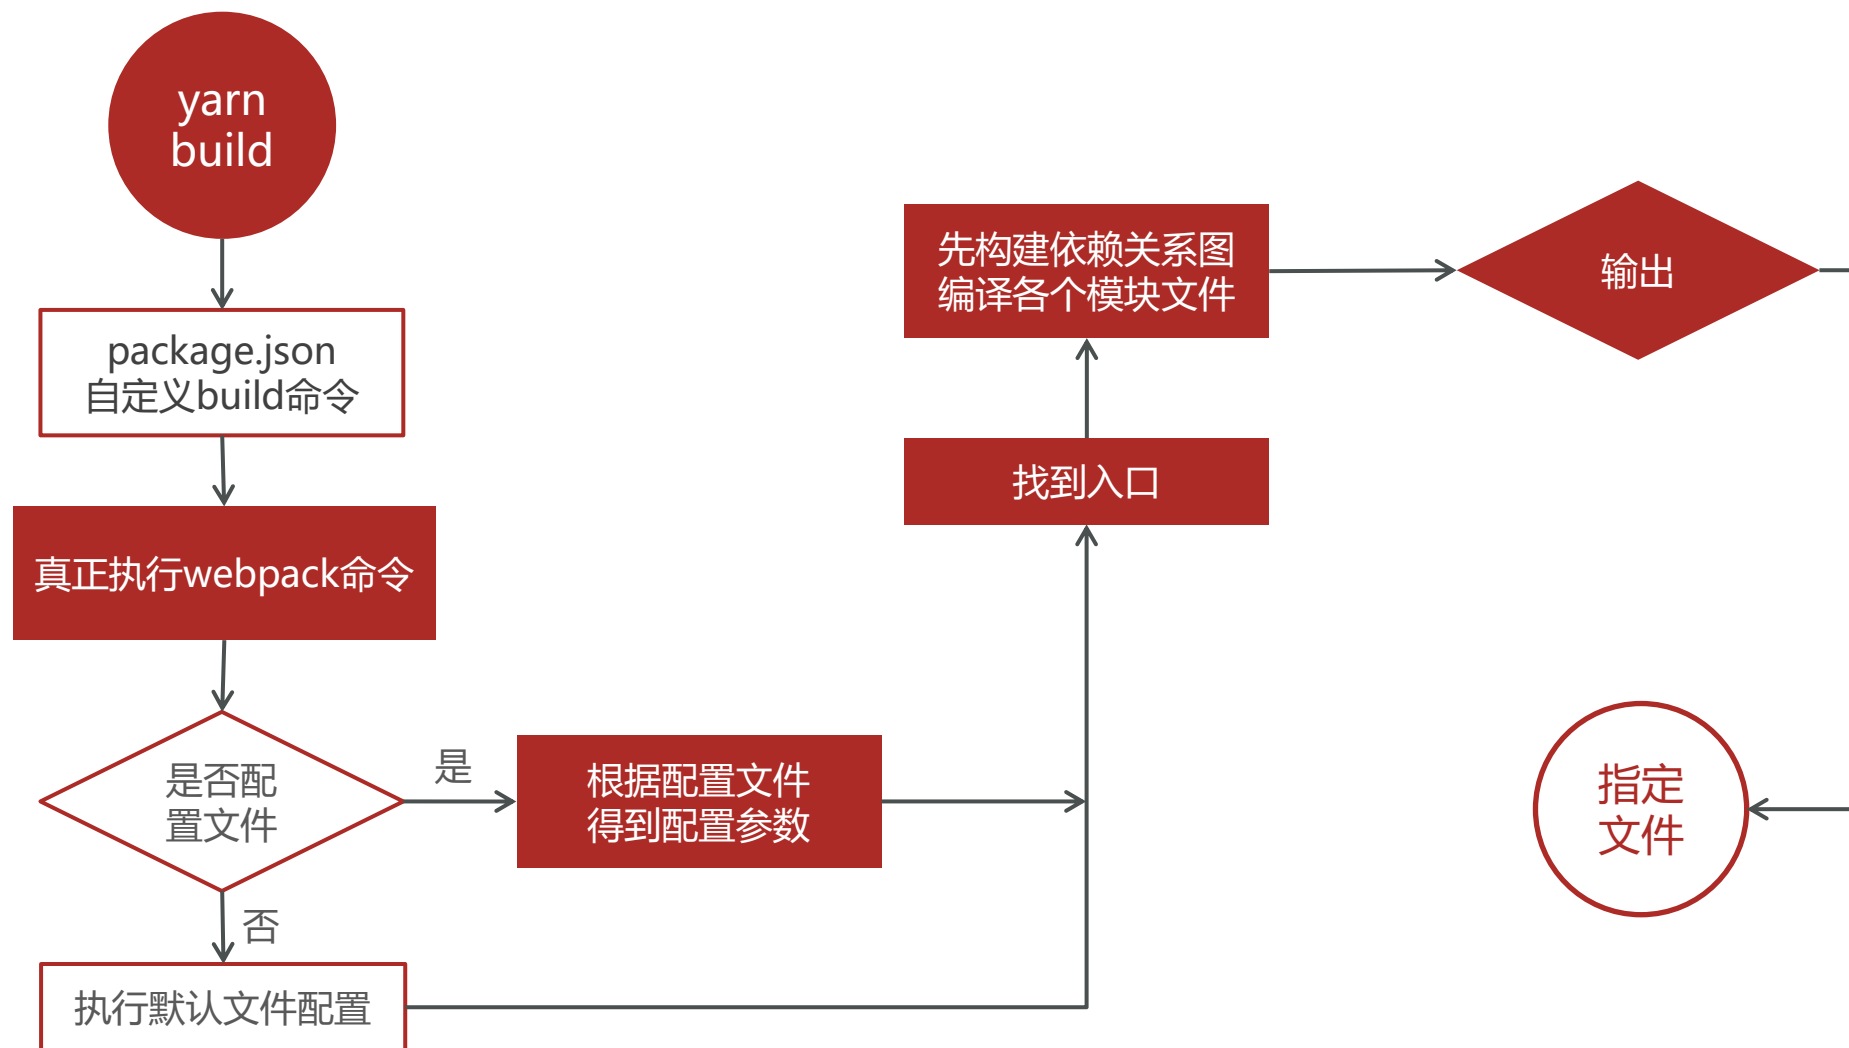 yarn
build
package.json
自定义build命令
真正执行webpack命令
是否配
置文件
是
否
执行默认文件配置
根据配置文件
得到配置参数
找到入口
先构建依赖关系图
编译各个模块文件
输出
指定
文件